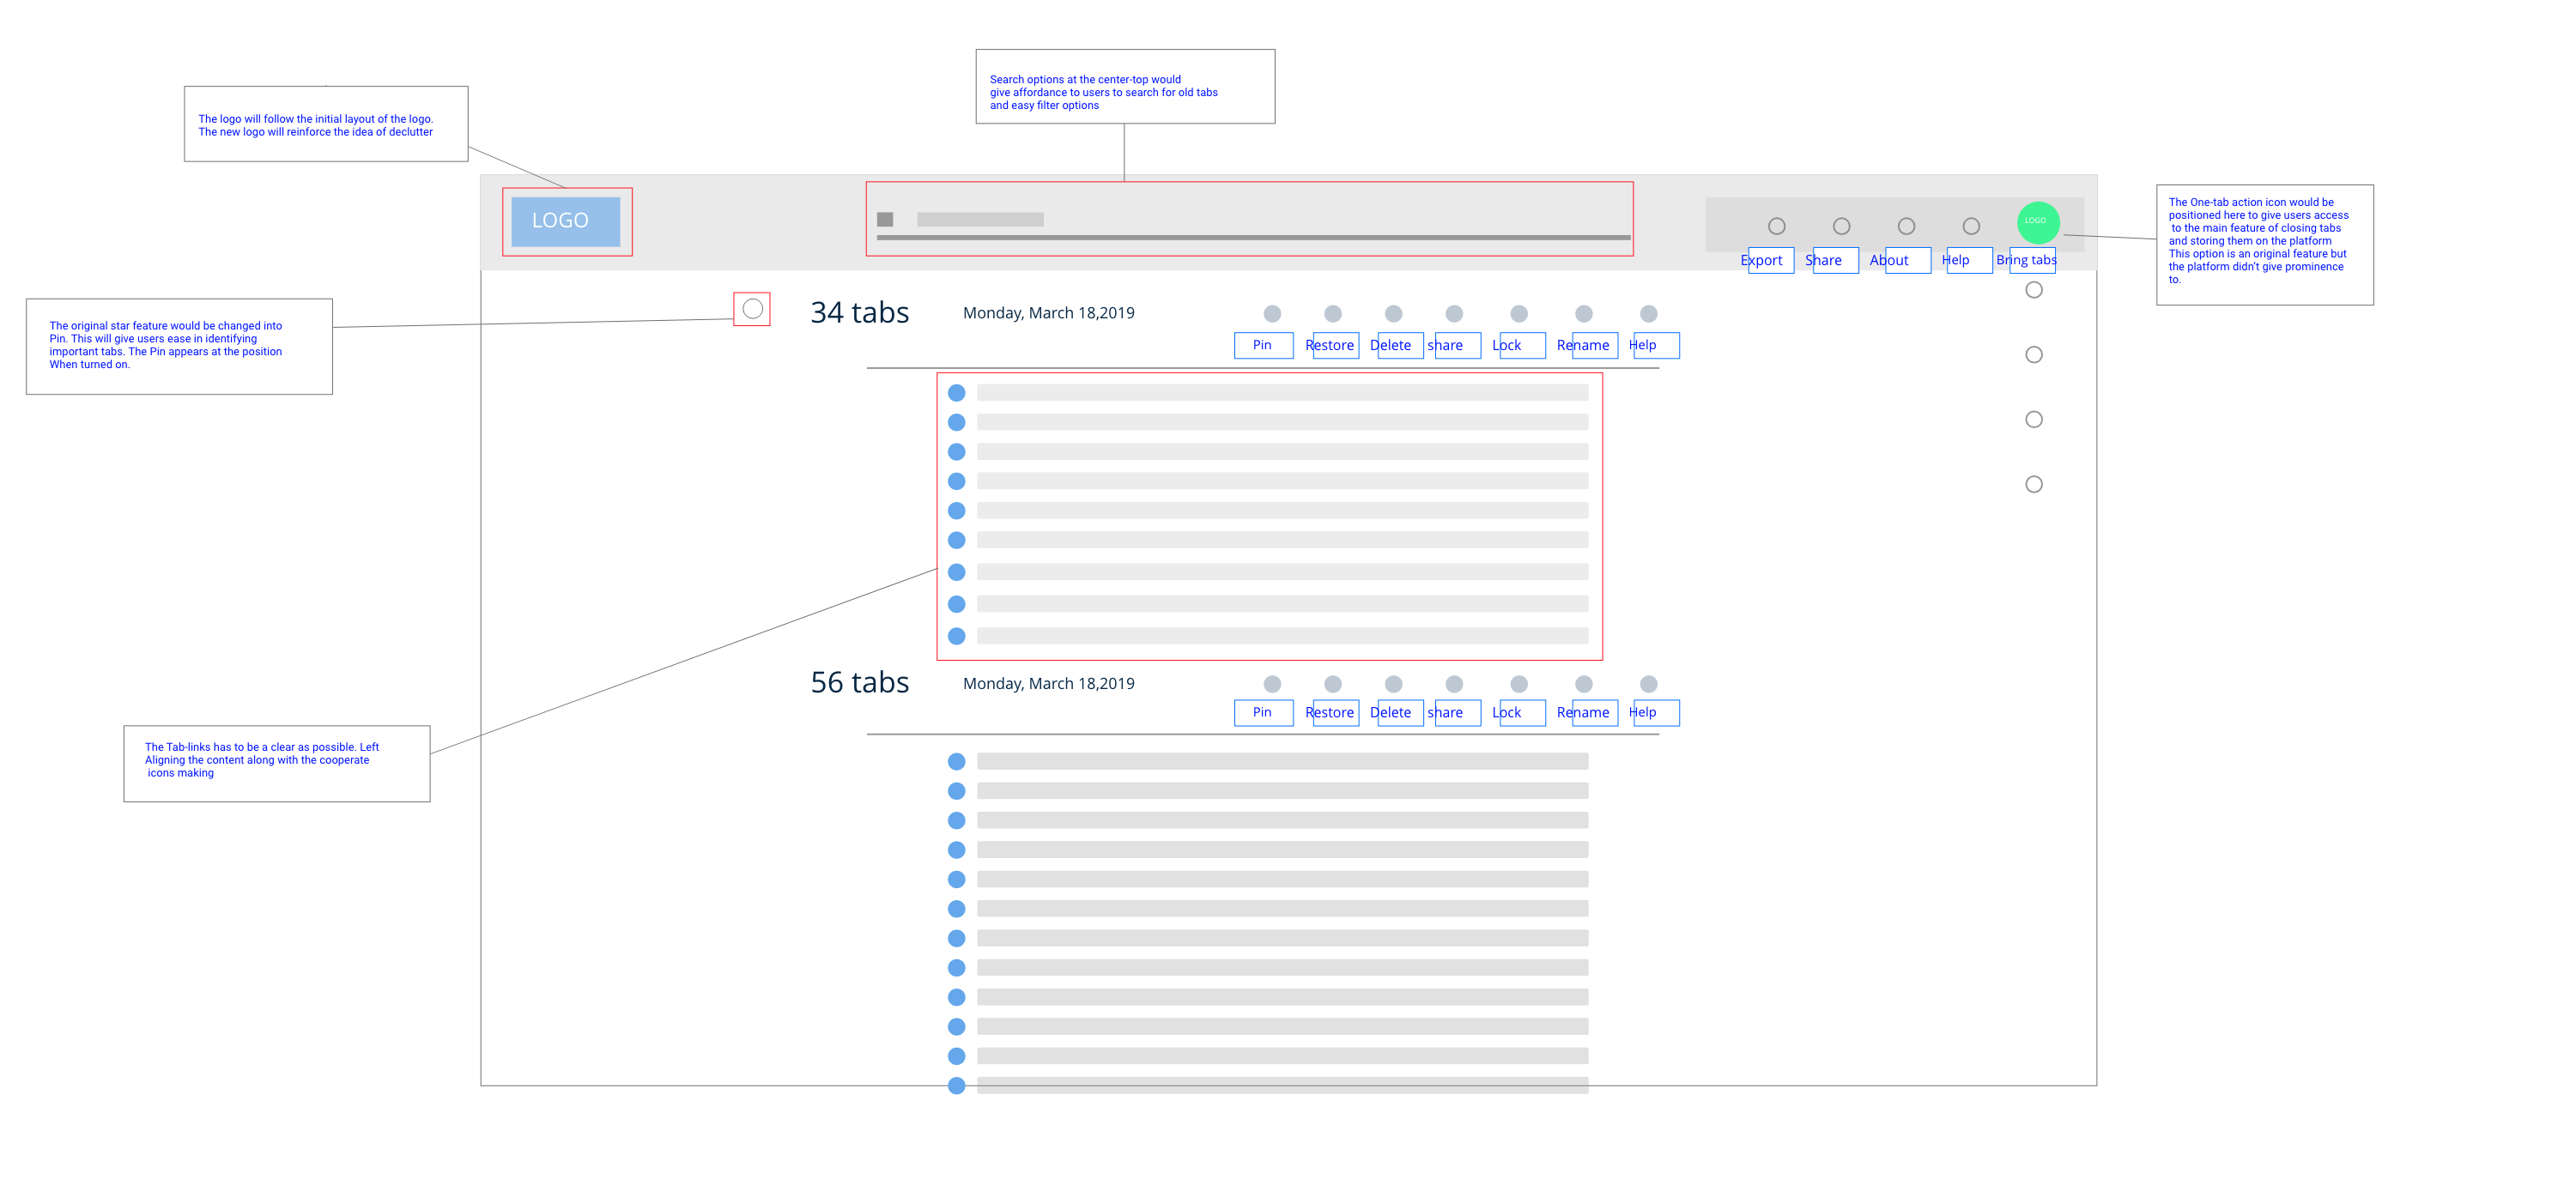 Search options at the center-top would
give affordance to users to search for old tabs
and easy filter options
The logo will follow the initial layout of the logo.
The new logo will reinforce the idea of declutter
LOGO
LOGO
Export Share About Help Bring tabs
The One-tab action icon would be
positioned here to give users access
to the main feature of closing tabs
and storing them on the platform
This option is an original feature but
the platform didn't give prominence
to.
The original star feature would be changed into
Pin. This will give users ease in identifying
important tabs. The Pin appears at the position
When turned on.
34 tabs Monday, March 18,2019
Pin Restore Delete share Lock Rename Help
56 tabs Monday, March 18,2019
Pin Restore Delete share Lock Rename Help
The Tab-links has to be a clear as possible. Left
Aligning the content along with the cooperate
icons making